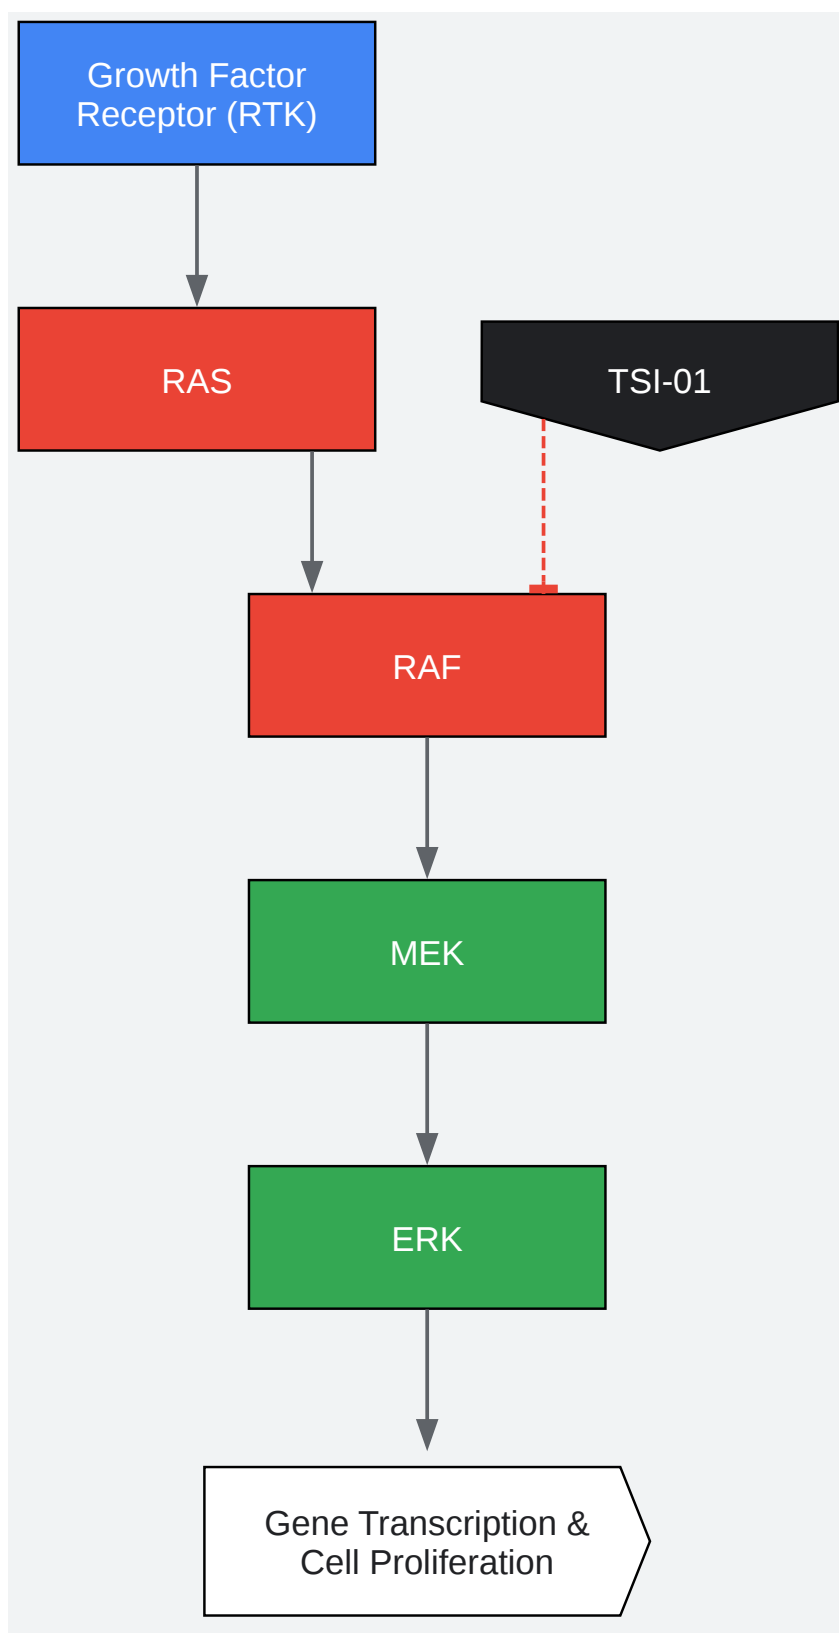 Growth Factor
Receptor (RTK)
RAS
TSI-01
RAF
MEK
ERK
Gene Transcription &
Cell Proliferation